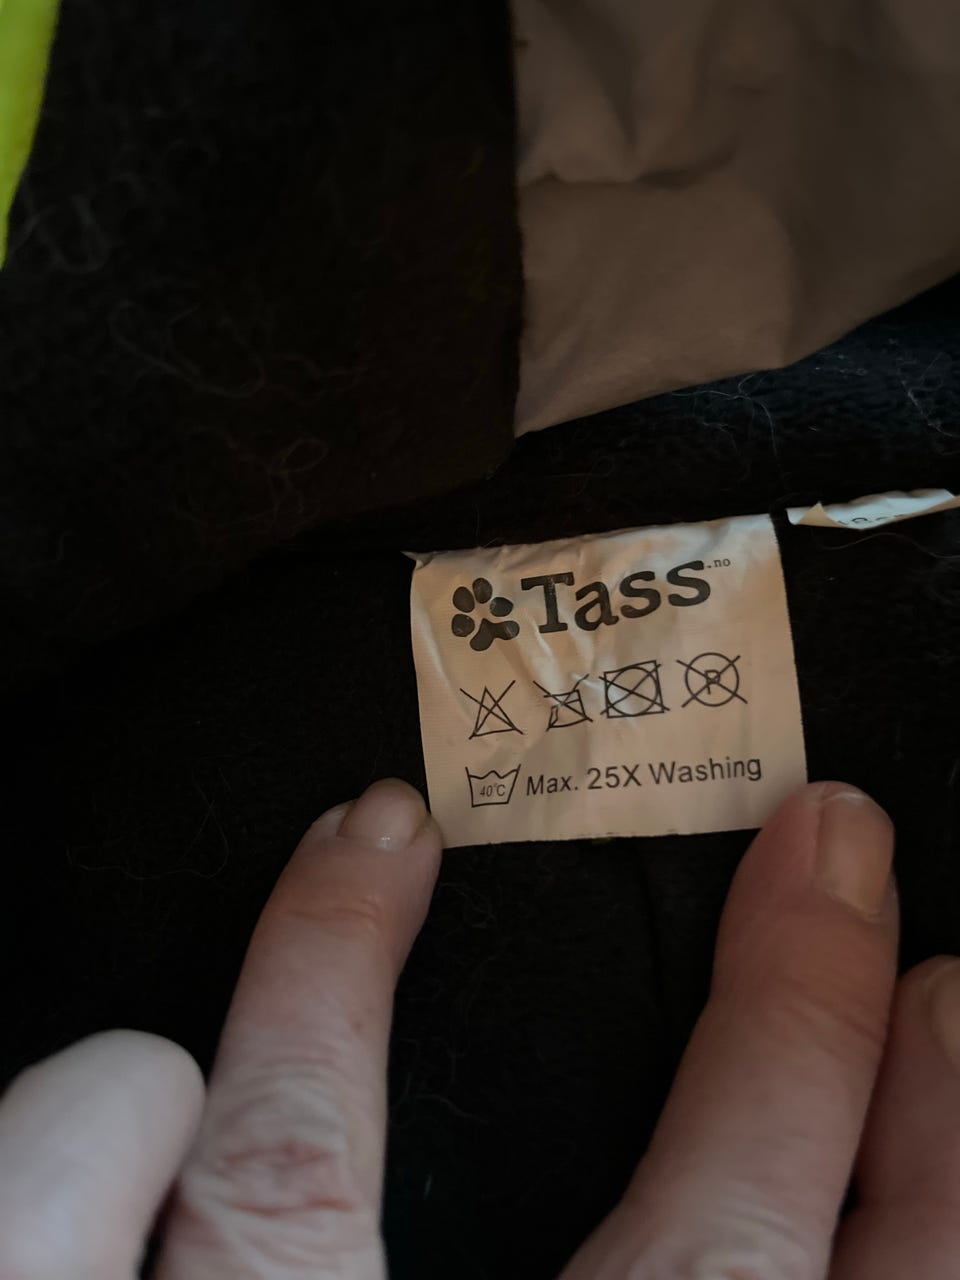 Tass.no
P
40°C Max. 25X Washing